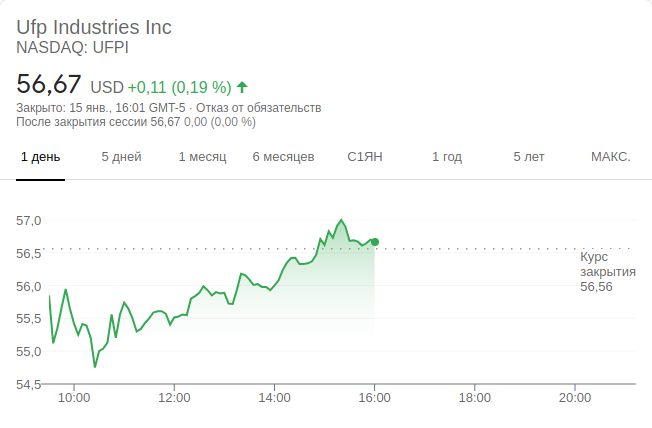 Ufp Industries Inc
NASDAQ: UFPI
56,67 USD +0,11 (0,19 %)
Закрыто: 15 янв., 16:01 GMT-5 · Отказ от обязательств
После закрытия сессии 56,67 0,00 (0,00 %)
1 день 5 дней 1 месяц 6 месяцев С1ЯН 1 год 5 лет МАКС.
57,0
56,5
Курс
закрытия
56,56
56,0
55,5
55,0
54,5
10:00 12:00 14:00 16:00 18:00 20:00